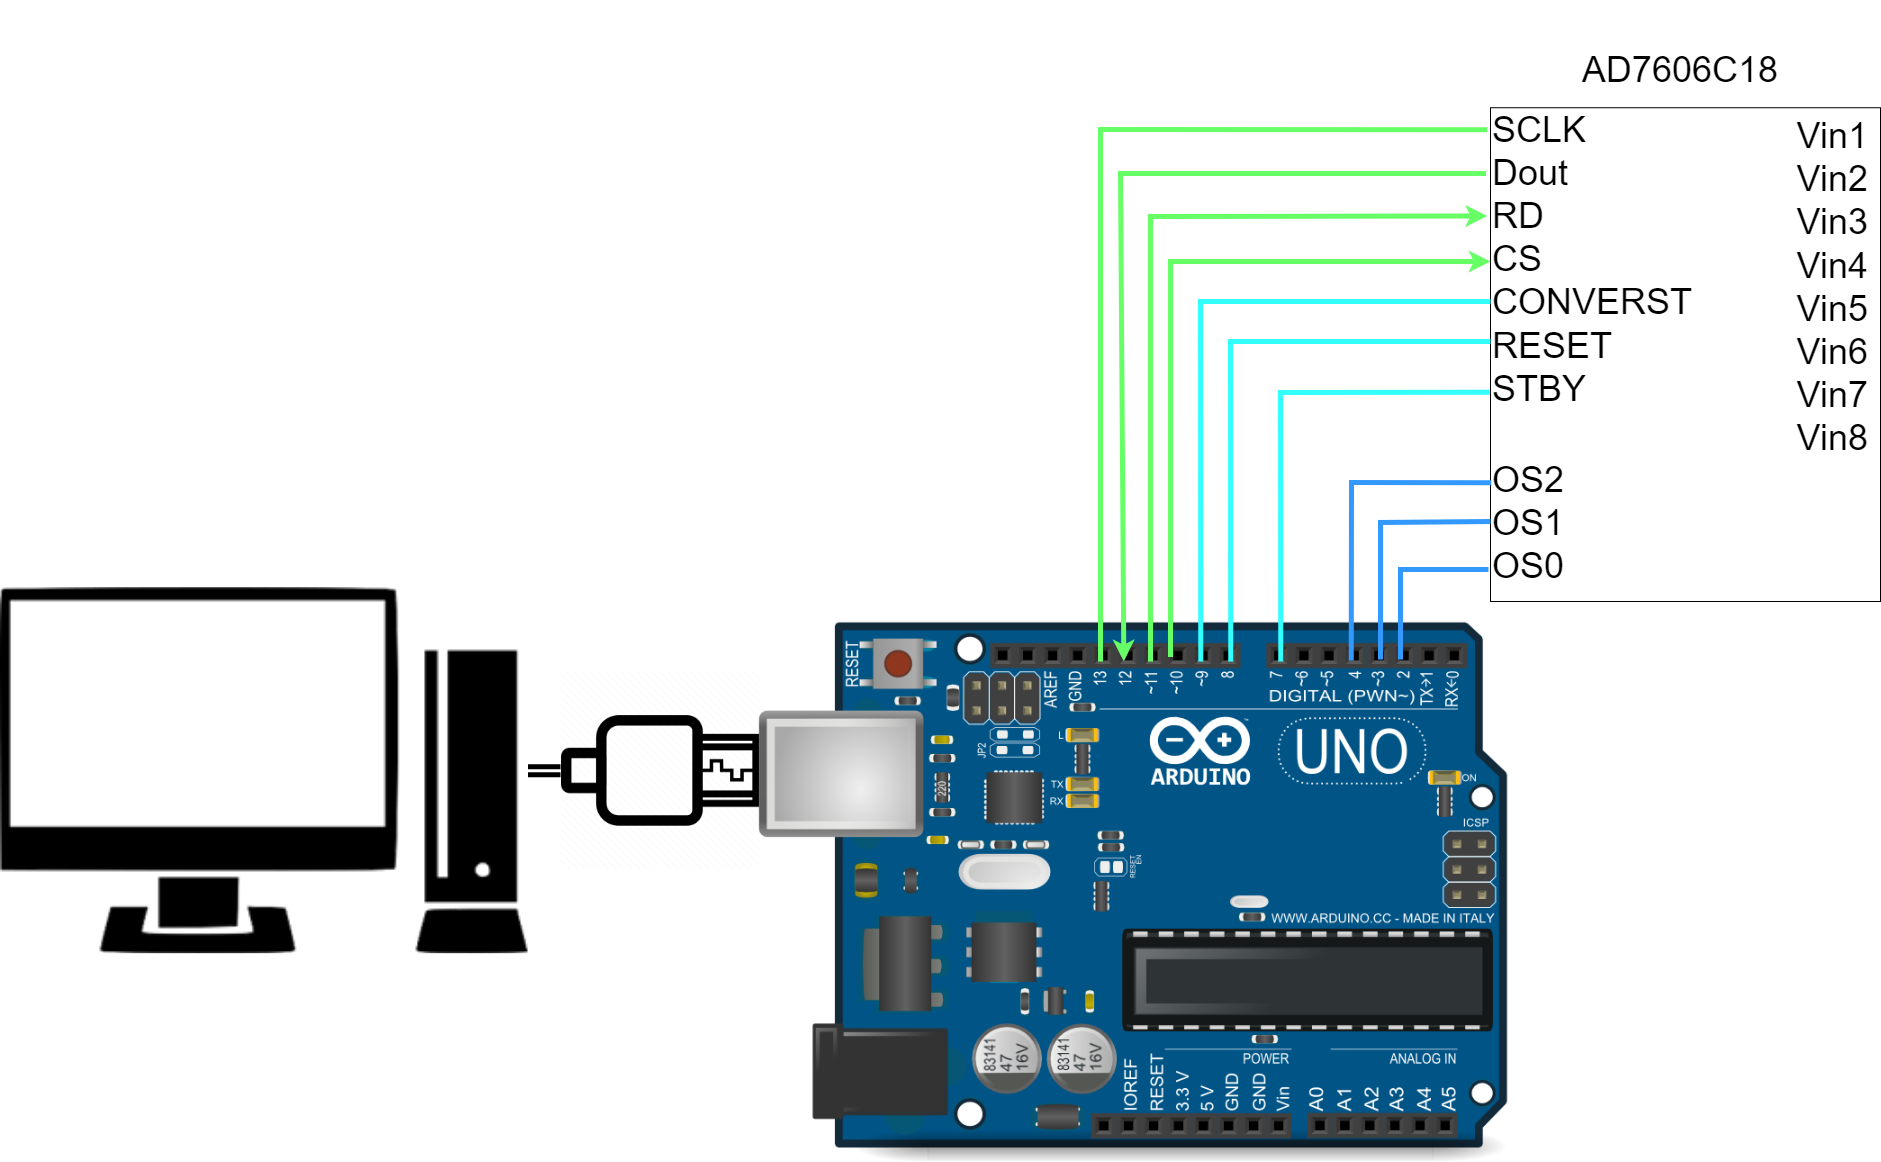 AD7606C18
SCLK
Dout
RD
CS
CONVERST
RESET
STBY
OS2
OS1
OS0
Vin1
Vin2
Vin3
Vin4
Vin5
Vin6
Vin7
Vin8
RESET
AREF
GND
13
12
~11
~10
~9
8
7
~6
~5
4
~3
2
TX→1
RX←0
DIGITAL (PWN~)
JP2
L
TX
RX
220
ARDUINO
UNO
ON
ICSP
RESET
EN
WWW.ARDUINO.CC - MADE IN ITALY
83141
47
16V
83141
47
16V
POWER
ANALOG IN
IOREF
RESET
3.3 V
5 V
GND
GND
Vin
A0
A1
A2
A3
A4
A5